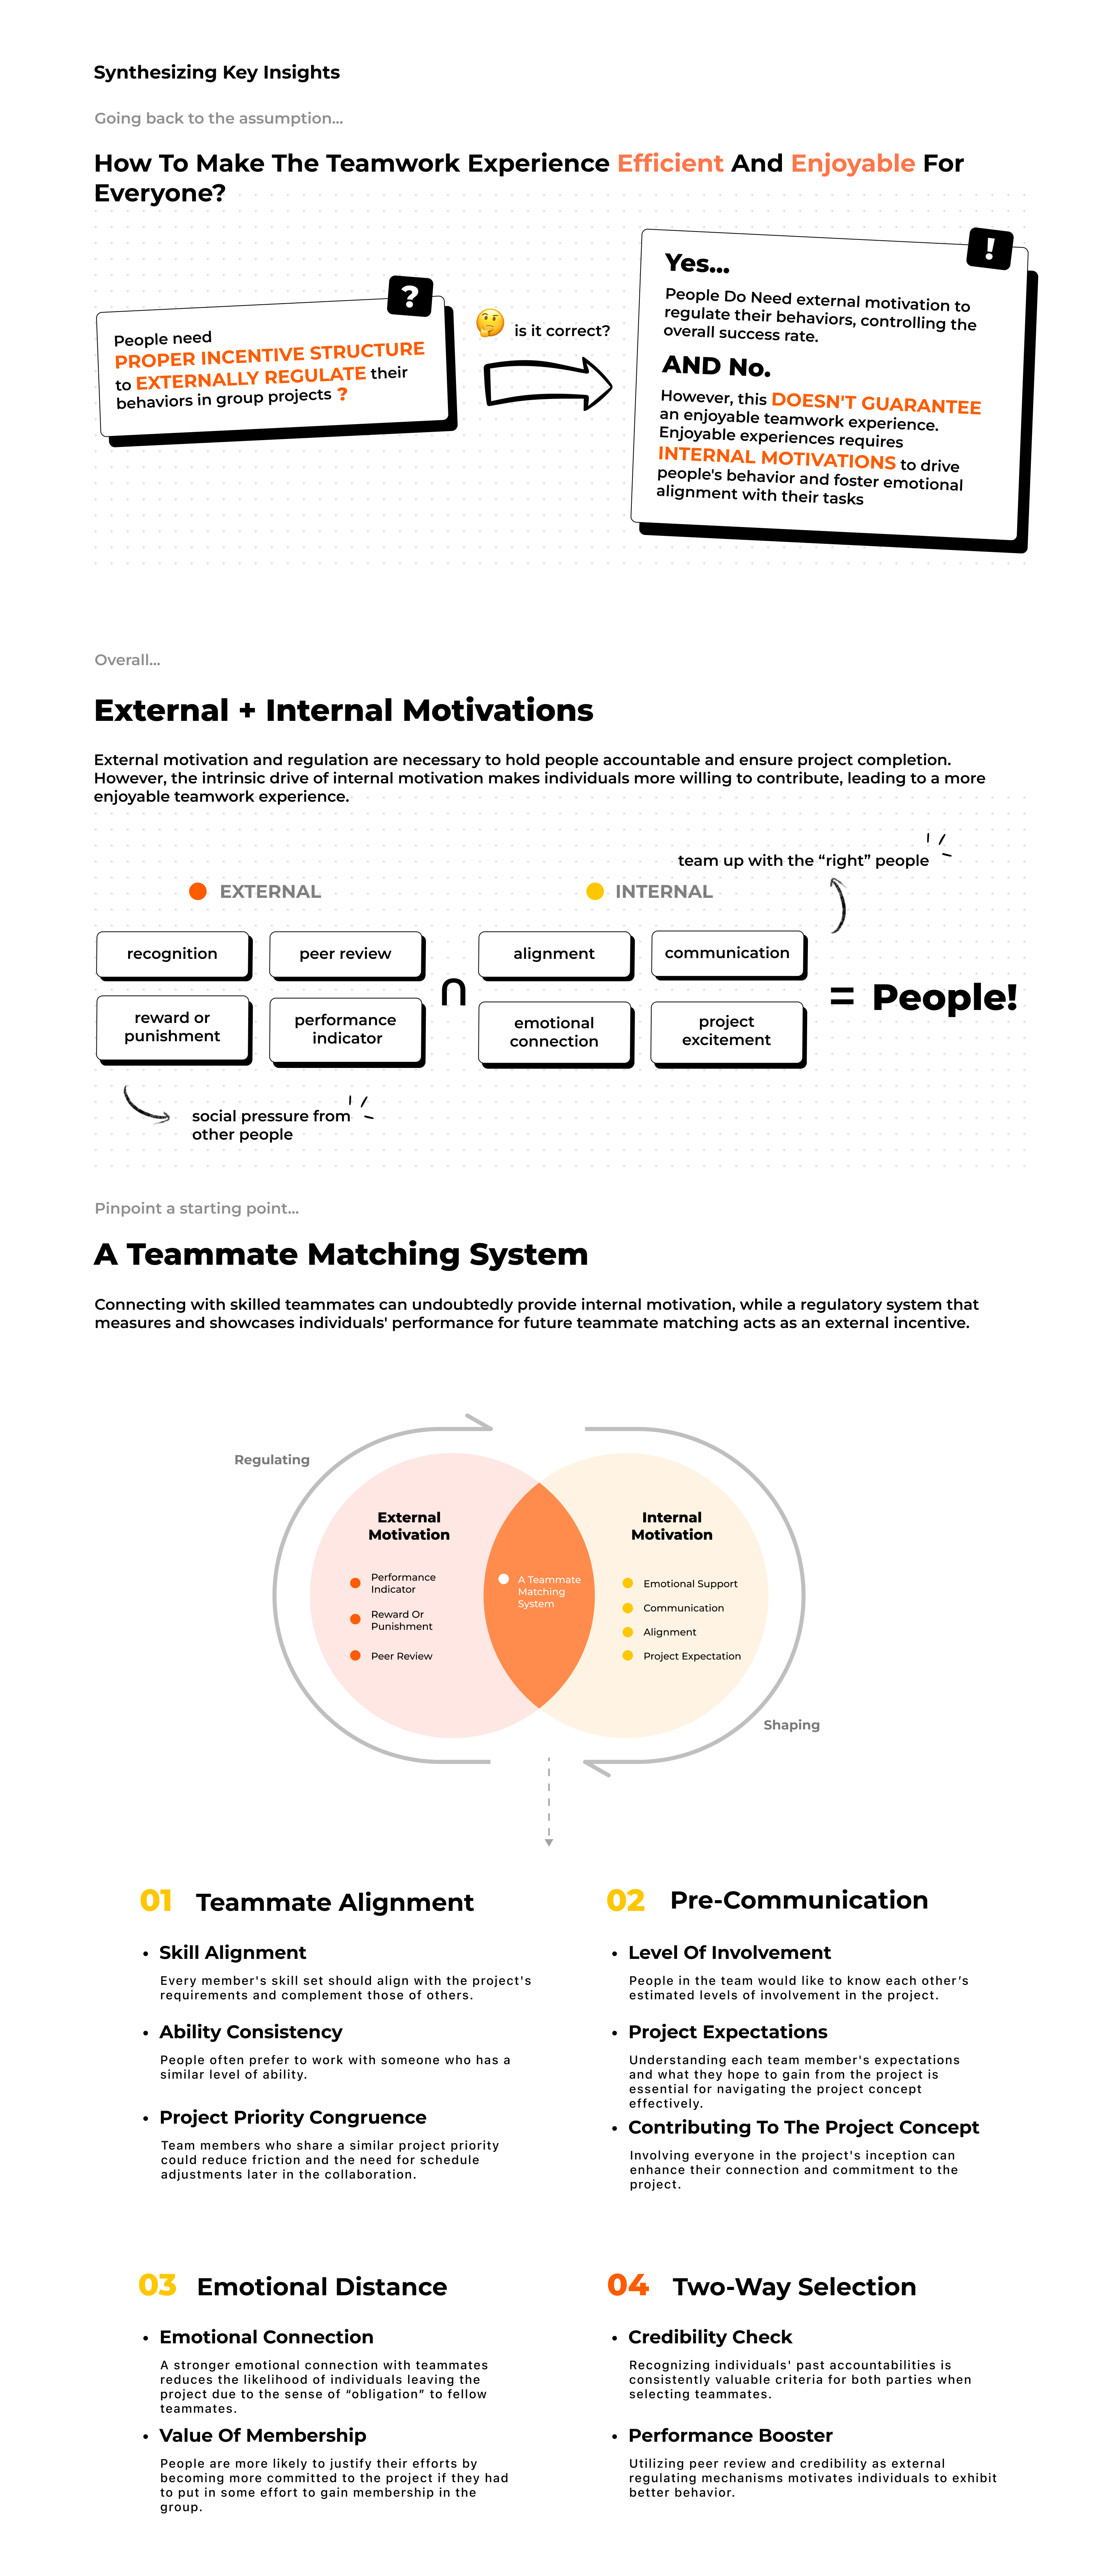 Synthesizing Key Insights
Going back to the assumption...
How To Make The Teamwork Experience Efficient And Enjoyable For
Everyone?
?
People need
PROPER INCENTIVE STRUCTURE
to EXTERNALLY REGULATE their
behaviors in group projects ?
is it correct?
!
Yes...
People Do Need external motivation to
regulate their behaviors, controlling the
overall success rate.
AND No.
However, this DOESN'T GUARANTEE
an enjoyable teamwork experience.
Enjoyable experiences requires
INTERNAL MOTIVATIONS to drive
people's behavior and foster emotional
alignment with their tasks
Overall...
External + Internal Motivations
External motivation and regulation are necessary to hold people accountable and ensure project completion.
However, the intrinsic drive of internal motivation makes individuals more willing to contribute, leading to a more
enjoyable teamwork experience.
team up with the “right” people
EXTERNAL
INTERNAL
recognition
peer review
alignment
communication
reward or
punishment
performance
indicator
∩
emotional
connection
project
excitement
= People!
social pressure from
other people
Pinpoint a starting point...
A Teammate Matching System
Connecting with skilled teammates can undoubtedly provide internal motivation, while a regulatory system that
measures and showcases individuals' performance for future teammate matching acts as an external incentive.
Regulating
External
Motivation
Performance
Indicator
Reward Or
Punishment
Peer Review
A Teammate
Matching
System
Internal
Motivation
Emotional Support
Communication
Alignment
Project Expectation
Shaping
01 Teammate Alignment
• Skill Alignment
Every member's skill set should align with the project's
requirements and complement those of others.
• Ability Consistency
People often prefer to work with someone who has a
similar level of ability.
• Project Priority Congruence
Team members who share a similar project priority
could reduce friction and the need for schedule
adjustments later in the collaboration.
02 Pre-Communication
• Level Of Involvement
People in the team would like to know each other’s
estimated levels of involvement in the project.
• Project Expectations
Understanding each team member's expectations
and what they hope to gain from the project is
essential for navigating the project concept
effectively.
• Contributing To The Project Concept
Involving everyone in the project's inception can
enhance their connection and commitment to the
project.
03 Emotional Distance
• Emotional Connection
A stronger emotional connection with teammates
reduces the likelihood of individuals leaving the
project due to the sense of “obligation” to fellow
teammates.
• Value Of Membership
People are more likely to justify their efforts by
becoming more committed to the project if they had
to put in some effort to gain membership in the
group.
04 Two-Way Selection
• Credibility Check
Recognizing individuals' past accountabilities is
consistently valuable criteria for both parties when
selecting teammates.
• Performance Booster
Utilizing peer review and credibility as external
regulating mechanisms motivates individuals to exhibit
better behavior.